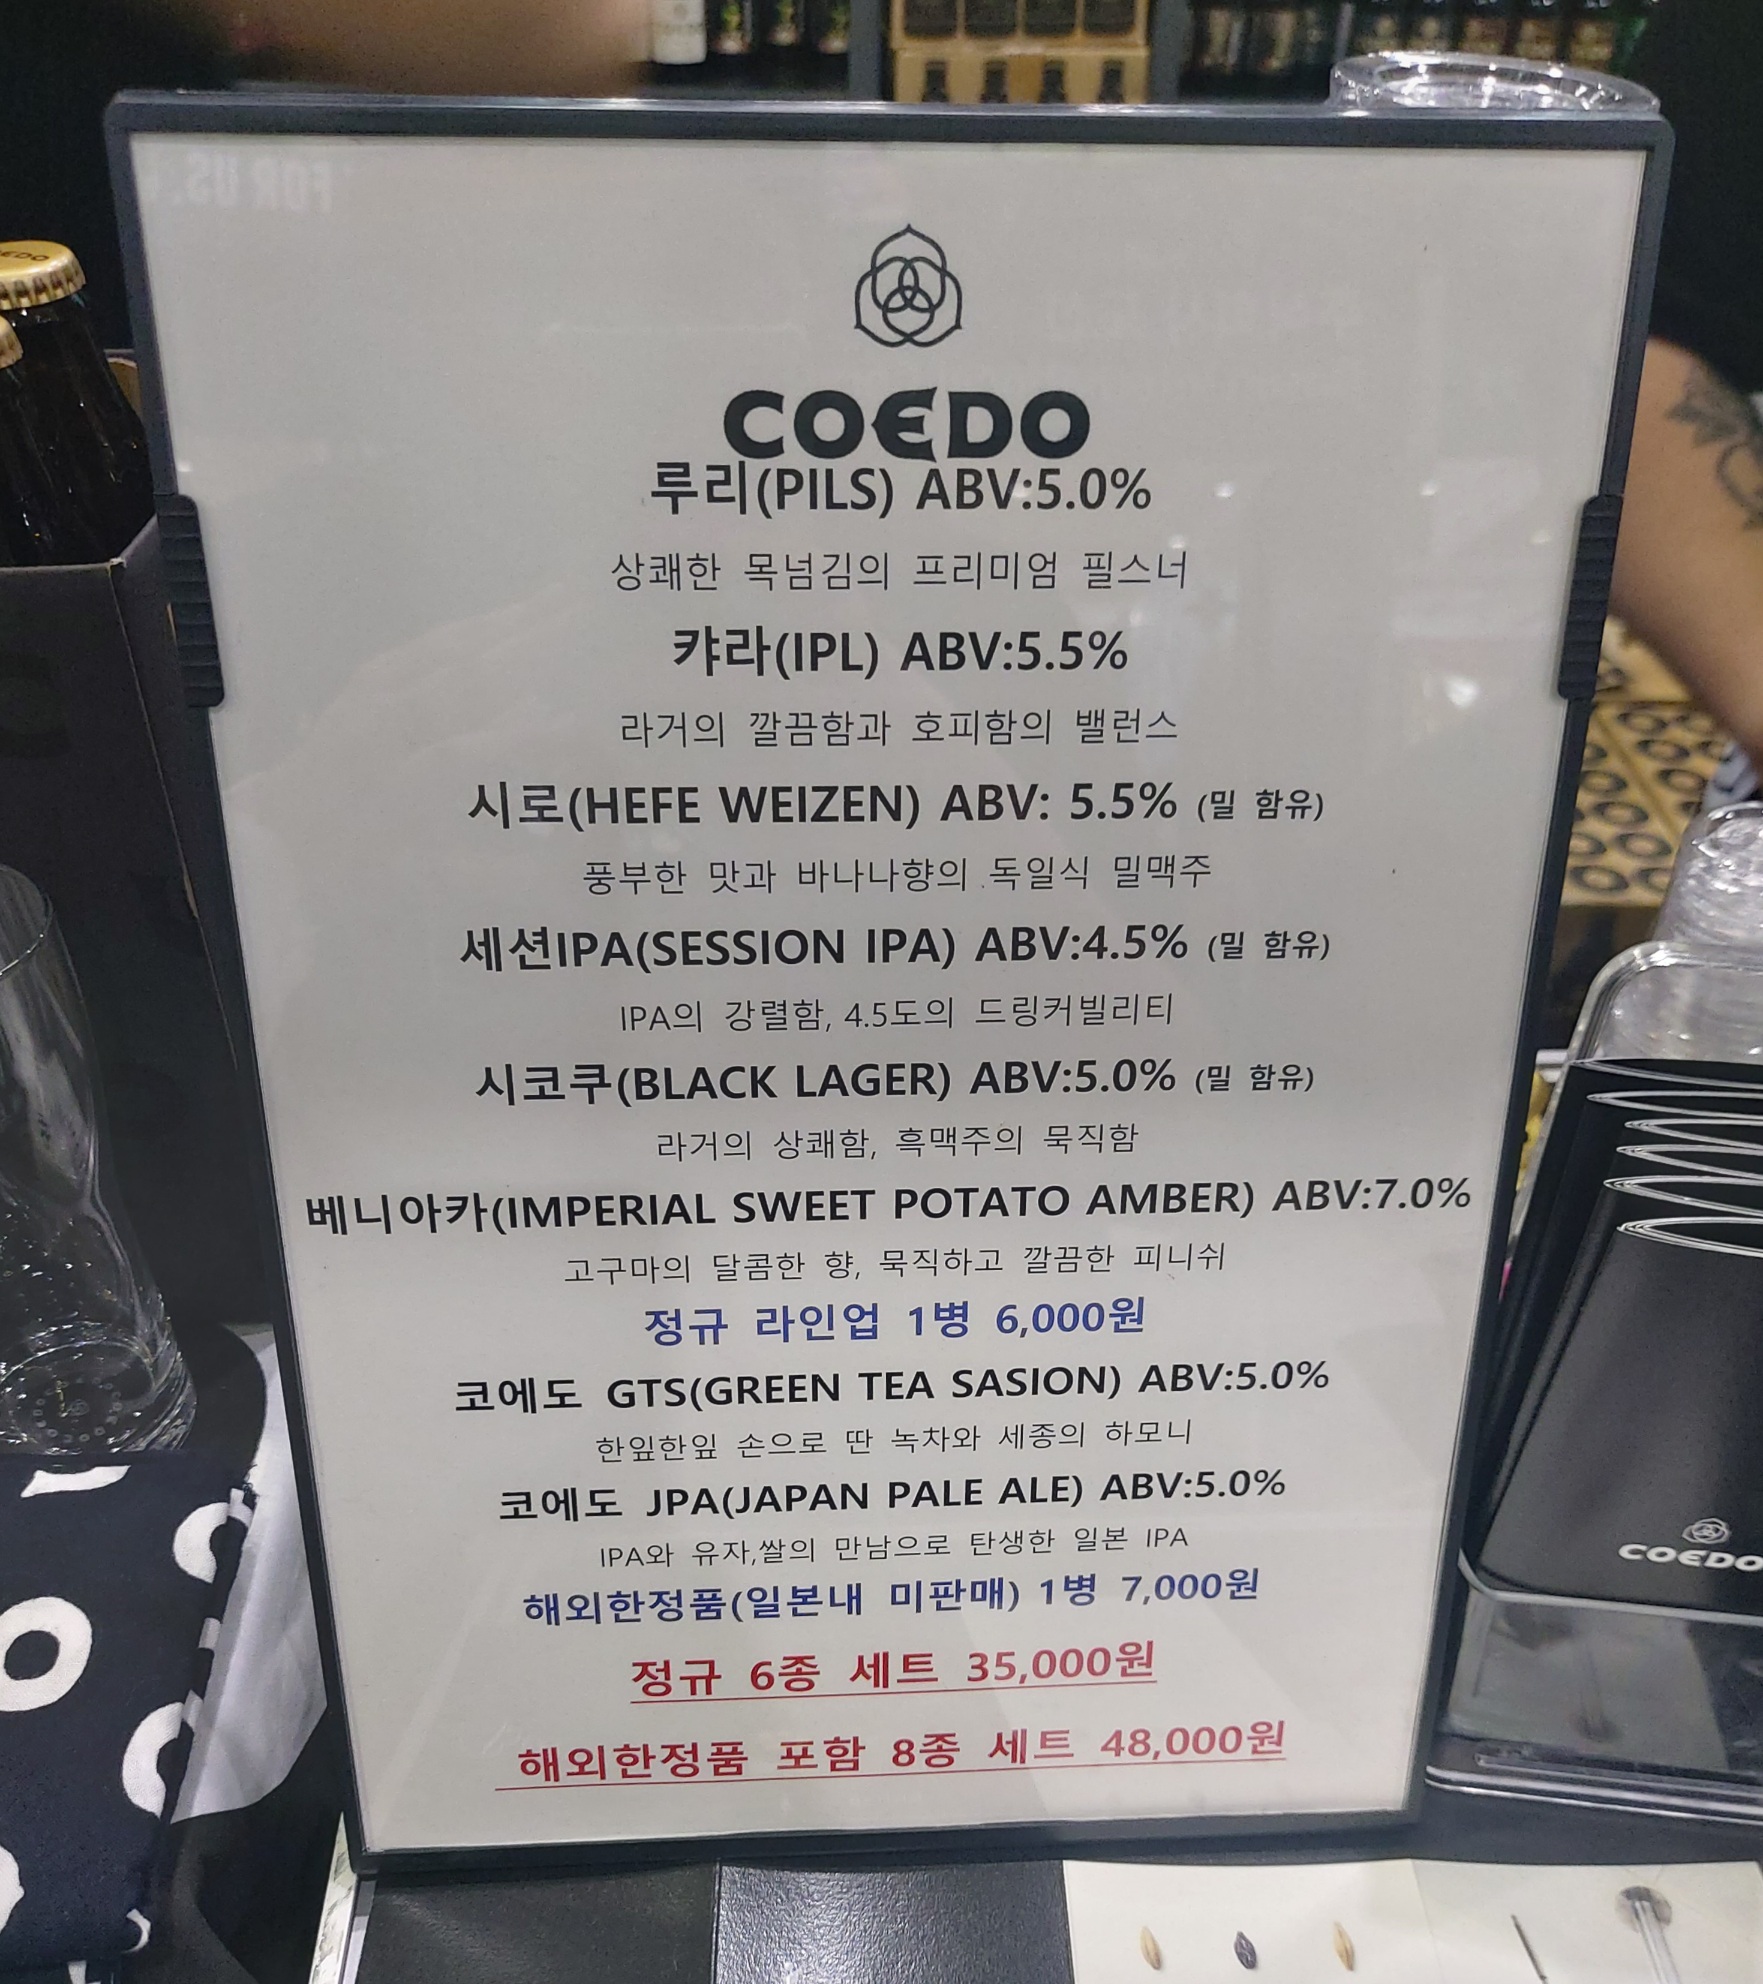 FOR US.
COEDO
루리(PILS) ABV:5.0%
상쾌한 목넘김의 프리미엄 필스너
캬라(IPL) ABV:5.5%
라거의 깔끔함과 호피함의 밸런스
시로(HEFE WEIZEN) ABV: 5.5% (밀 함유)
풍부한 맛과 바나나향의 독일식 밀맥주
세션IPA(SESSION IPA) ABV:4.5% (밀 함유)
IPA의 강렬함, 4.5도의 드링커빌리티
시코쿠(BLACK LAGER) ABV:5.0% (밀 함유)
라거의 상쾌함, 흑맥주의 묵직함
베니아카(IMPERIAL SWEET POTATO AMBER) ABV:7.0%
고구마의 달콤한 향, 묵직하고 깔끔한 피니쉬
정규 라인업 1병 6,000원
코에도 GTS(GREEN TEA SASION) ABV:5.0%
한잎한잎 손으로 딴 녹차와 세종의 하모니
코에도 JPA(JAPAN PALE ALE) ABV:5.0%
IPA와 유자,쌀의 만남으로 탄생한 일본 IPA
해외한정품(일본내 미판매) 1병 7,000원
정규 6종 세트 35,000원
해외한정품 포함 8종 세트 48,000원
COEDO